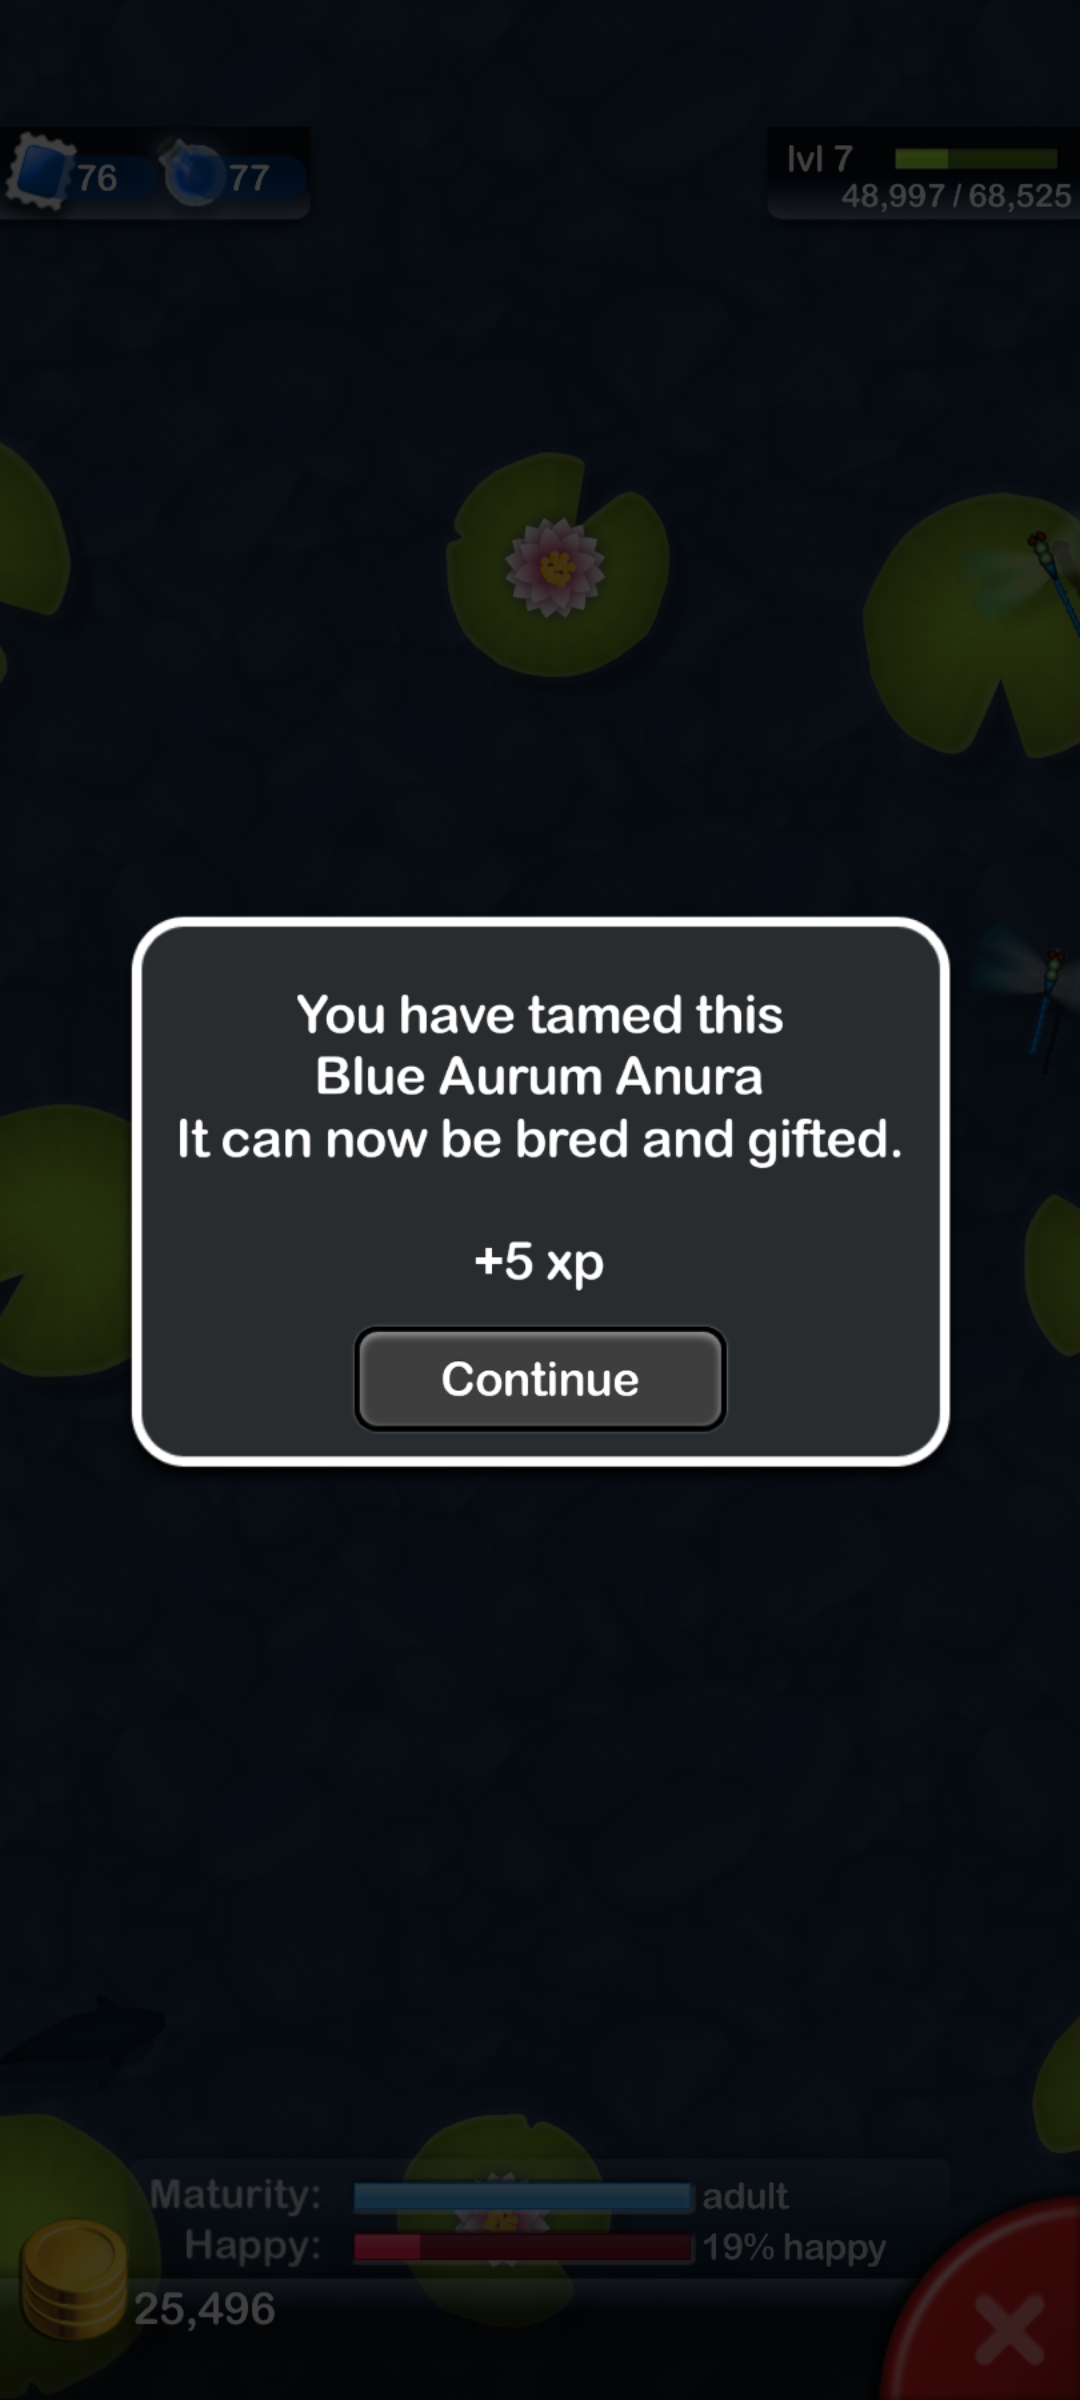 76 77
lvl 7
48,997 / 68,525
You have tamed this
Blue Aurum Anura
It can now be bred and gifted.
+5 xp
Continue
Maturity: adult
Happy: 19% happy
25,496